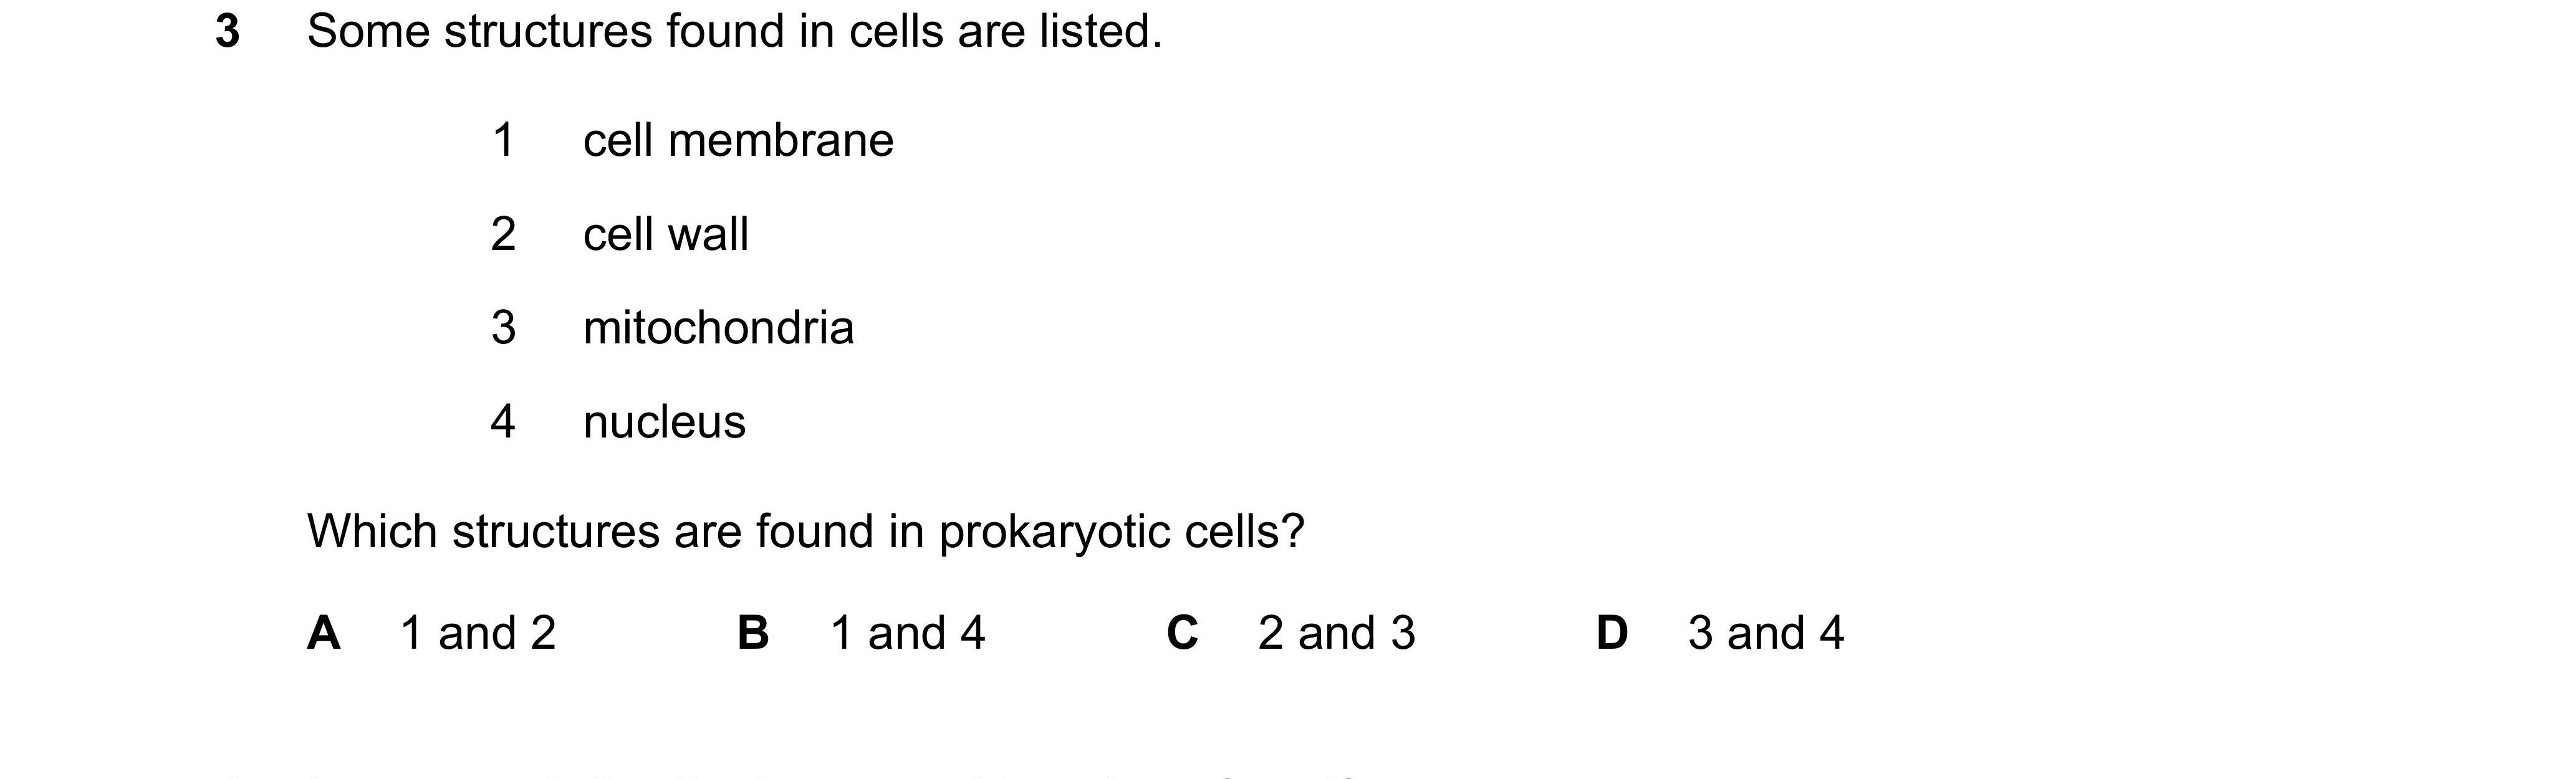 3 Some structures found in cells are listed.
1 cell membrane
2 cell wall
3 mitochondria
4 nucleus
Which structures are found in prokaryotic cells?
A 1 and 2 B 1 and 4 C 2 and 3 D 3 and 4